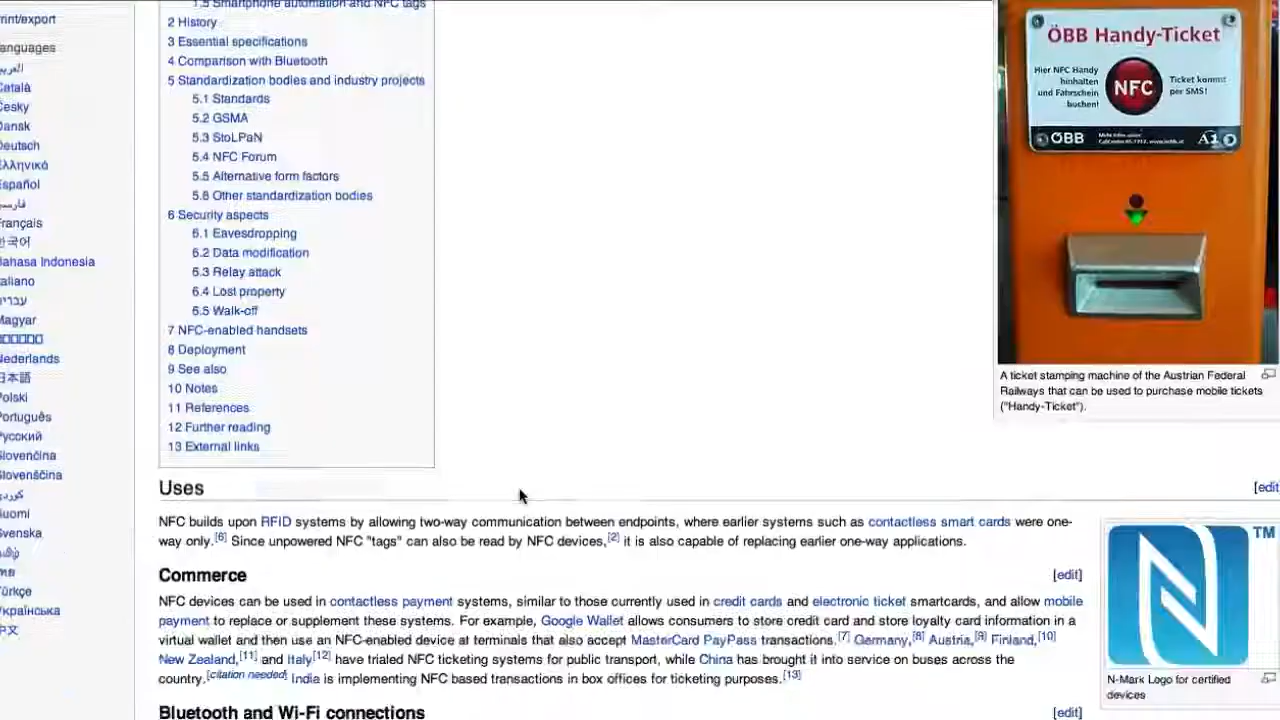 rint/export
anguages
العربية
Català
Česky
Dansk
Deutsch
Ελληνικά
Español
فارسی
Français
한국어
Bahasa Indonesia
Italiano
עברית
Magyar
Nederlands
日本語
Polski
Português
Русский
Slovenčina
Slovenščina
كوردی
Suomi
Svenska
தமிழ்
ไทย
Türkçe
Українська
中文
1.5 Smartphone automation and NFC tags
2 History
3 Essential specifications
4 Comparison with Bluetooth
5 Standardization bodies and industry projects
5.1 Standards
5.2 GSMA
5.3 StoLPaN
5.4 NFC Forum
5.5 Alternative form factors
5.6 Other standardization bodies
6 Security aspects
6.1 Eavesdropping
6.2 Data modification
6.3 Relay attack
6.4 Lost property
6.5 Walk-off
7 NFC-enabled handsets
8 Deployment
9 See also
10 Notes
11 References
12 Further reading
13 External links
ÖBB Handy-Ticket
Hier NFC Handy
hinhalten
und Fahrschein
buchen!
NFC
Ticket kommt
per SMS!
ÖBB
A1
A ticket stamping machine of the Austrian Federal
Railways that can be used to purchase mobile tickets
("Handy-Ticket").
Uses [edit
NFC builds upon RFID systems by allowing two-way communication between endpoints, where earlier systems such as contactless smart cards were one-
way only.[6] Since unpowered NFC "tags" can also be read by NFC devices,[2] it is also capable of replacing earlier one-way applications.
Commerce [edit]
NFC devices can be used in contactless payment systems, similar to those currently used in credit cards and electronic ticket smartcards, and allow mobile
payment to replace or supplement these systems. For example, Google Wallet allows consumers to store credit card and store loyalty card information in a
virtual wallet and then use an NFC-enabled device at terminals that also accept MasterCard PayPass transactions.[7] Germany,[8] Austria,[9] Finland,[10]
New Zealand,[11] and Italy[12] have trialed NFC ticketing systems for public transport, while China has brought it into service on buses across the
country.[citation needed] India is implementing NFC based transactions in box offices for ticketing purposes.[13]
TM
N-Mark Logo for certified
devices
Bluetooth and Wi-Fi connections [edit]